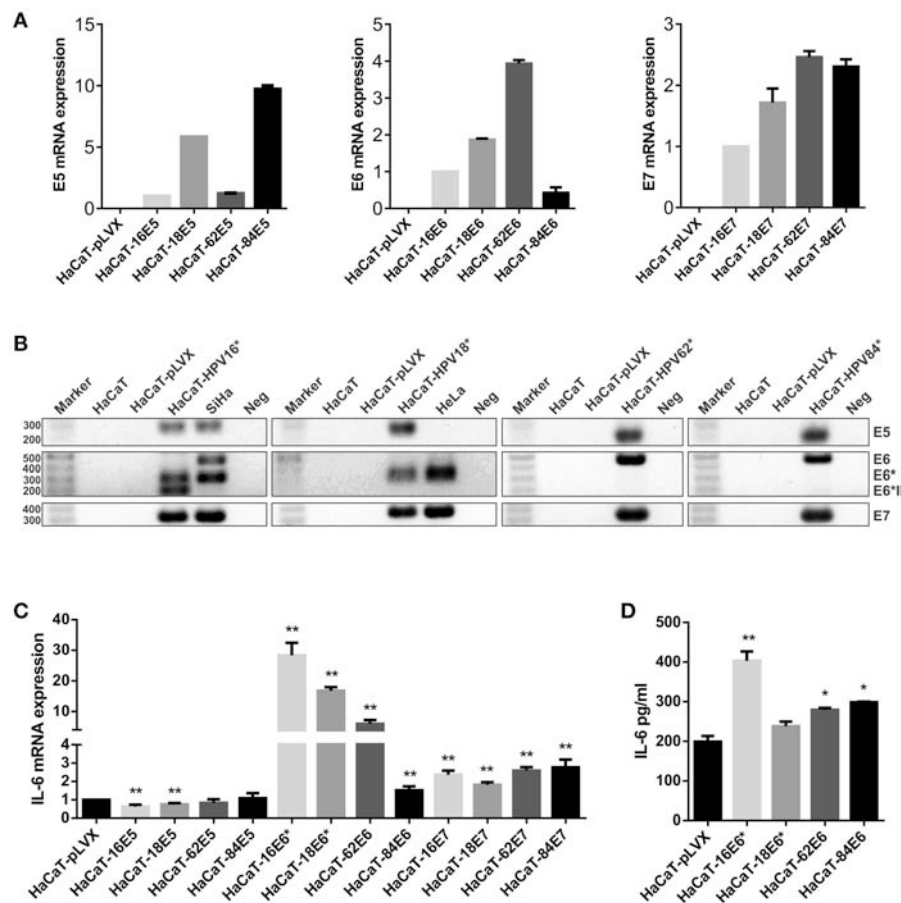 A
E5 mRNA expression
15
10
5
0
HaCaT-pLVX
HaCaT-16E5
HaCaT-18E5
HaCaT-62E5
HaCaT-84E5
E6 mRNA expression
5
4
3
2
1
0
HaCaT-pLVX
HaCaT-16E6
HaCaT-18E6
HaCaT-62E6
HaCaT-84E6
E7 mRNA expression
3
2
1
0
HaCaT-pLVX
HaCaT-16E7
HaCaT-18E7
HaCaT-62E7
HaCaT-84E7
B
Marker
HaCaT
HaCaT-pLVX
HaCaT-HPV16*
SiHa
Neg
Marker
HaCaT
HaCaT-pLVX
HaCaT-HPV18*
HeLa
Neg
Marker
HaCaT
HaCaT-pLVX
HaCaT-HPV62*
Neg
Marker
HaCaT
HaCaT-pLVX
HaCaT-HPV84*
Neg
300
200
E5
500
400
300
200
E6
E6*
E6*II
400
300
E7
C
IL-6 mRNA expression
40
30
20
10
4
3
2
1
0
** ** ** ** ** ** ** ** ** **
HaCaT-pLVX
HaCaT-16E5
HaCaT-18E5
HaCaT-62E5
HaCaT-84E5
HaCaT-16E6*
HaCaT-18E6*
HaCaT-62E6
HaCaT-84E6
HaCaT-16E7
HaCaT-18E7
HaCaT-62E7
HaCaT-84E7
D
IL-6 pg/ml
500
400
300
200
100
0
** * *
HaCaT-pLVX
HaCaT-16E6*
HaCaT-18E6*
HaCaT-62E6
HaCaT-84E6